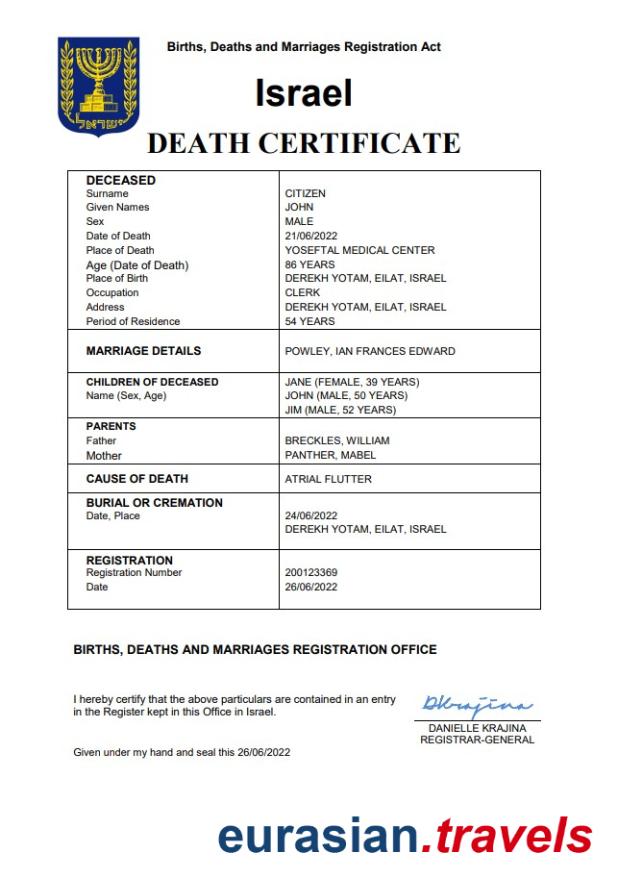 Births, Deaths and Marriages Registration Act
ישראל
Israel
DEATH CERTIFICATE
DECEASED
Surname CITIZEN
Given Names JOHN
Sex MALE
Date of Death 21/06/2022
Place of Death YOSEFTAL MEDICAL CENTER
Age (Date of Death) 86 YEARS
Place of Birth DEREKH YOTAM, EILAT, ISRAEL
Occupation CLERK
Address DEREKH YOTAM, EILAT, ISRAEL
Period of Residence 54 YEARS
MARRIAGE DETAILS POWLEY, IAN FRANCES EDWARD
CHILDREN OF DECEASED JANE (FEMALE, 39 YEARS)
Name (Sex, Age) JOHN (MALE, 50 YEARS)
JIM (MALE, 52 YEARS)
PARENTS
Father BRECKLES, WILLIAM
Mother PANTHER, MABEL
CAUSE OF DEATH ATRIAL FLUTTER
BURIAL OR CREMATION
Date, Place 24/06/2022
DEREKH YOTAM, EILAT, ISRAEL
REGISTRATION
Registration Number 200123369
Date 26/06/2022
BIRTHS, DEATHS AND MARRIAGES REGISTRATION OFFICE
I hereby certify that the above particulars are contained in an entry
in the Register kept in this Office in Israel.
DKrajina
DANIELLE KRAJINA
REGISTRAR-GENERAL
Given under my hand and seal this 26/06/2022
eurasian.travels